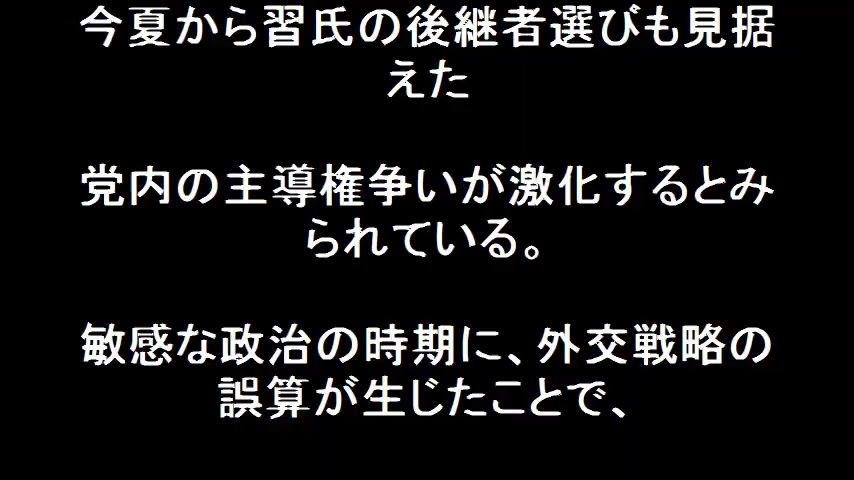 今夏から習氏の後継者選びも見据
えた
党内の主導権争いが激化するとみ
られている。
敏感な政治の時期に、外交戦略の
誤算が生じたことで、